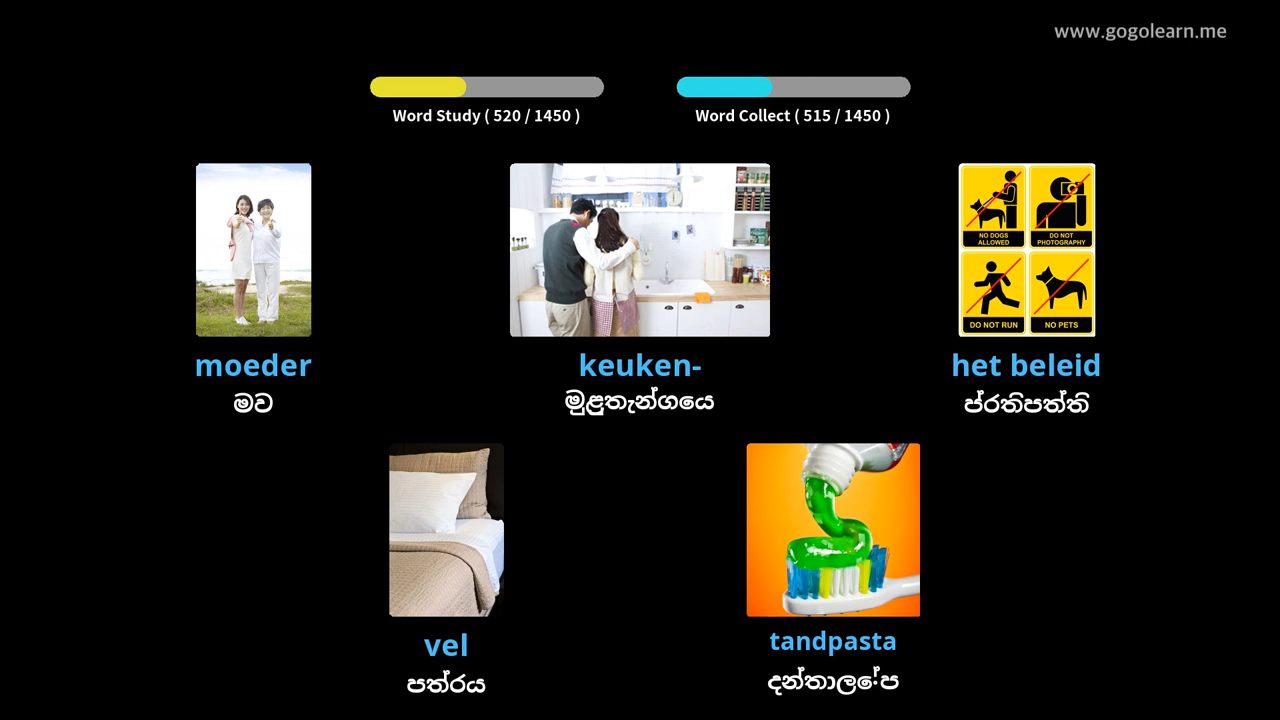 www.gogolearn.me
Word Study ( 520 / 1450 )
Word Collect ( 515 / 1450 )
NO DOGS
ALLOWED
DO NOT
PHOTOGRAPHY
DO NOT RUN
NO PETS
moeder
keuken-
het beleid
මව
මුළුතැන්ගයෙ
ප්රතිපත්ති
vel
tandpasta
පත්රය
දන්තාලේප